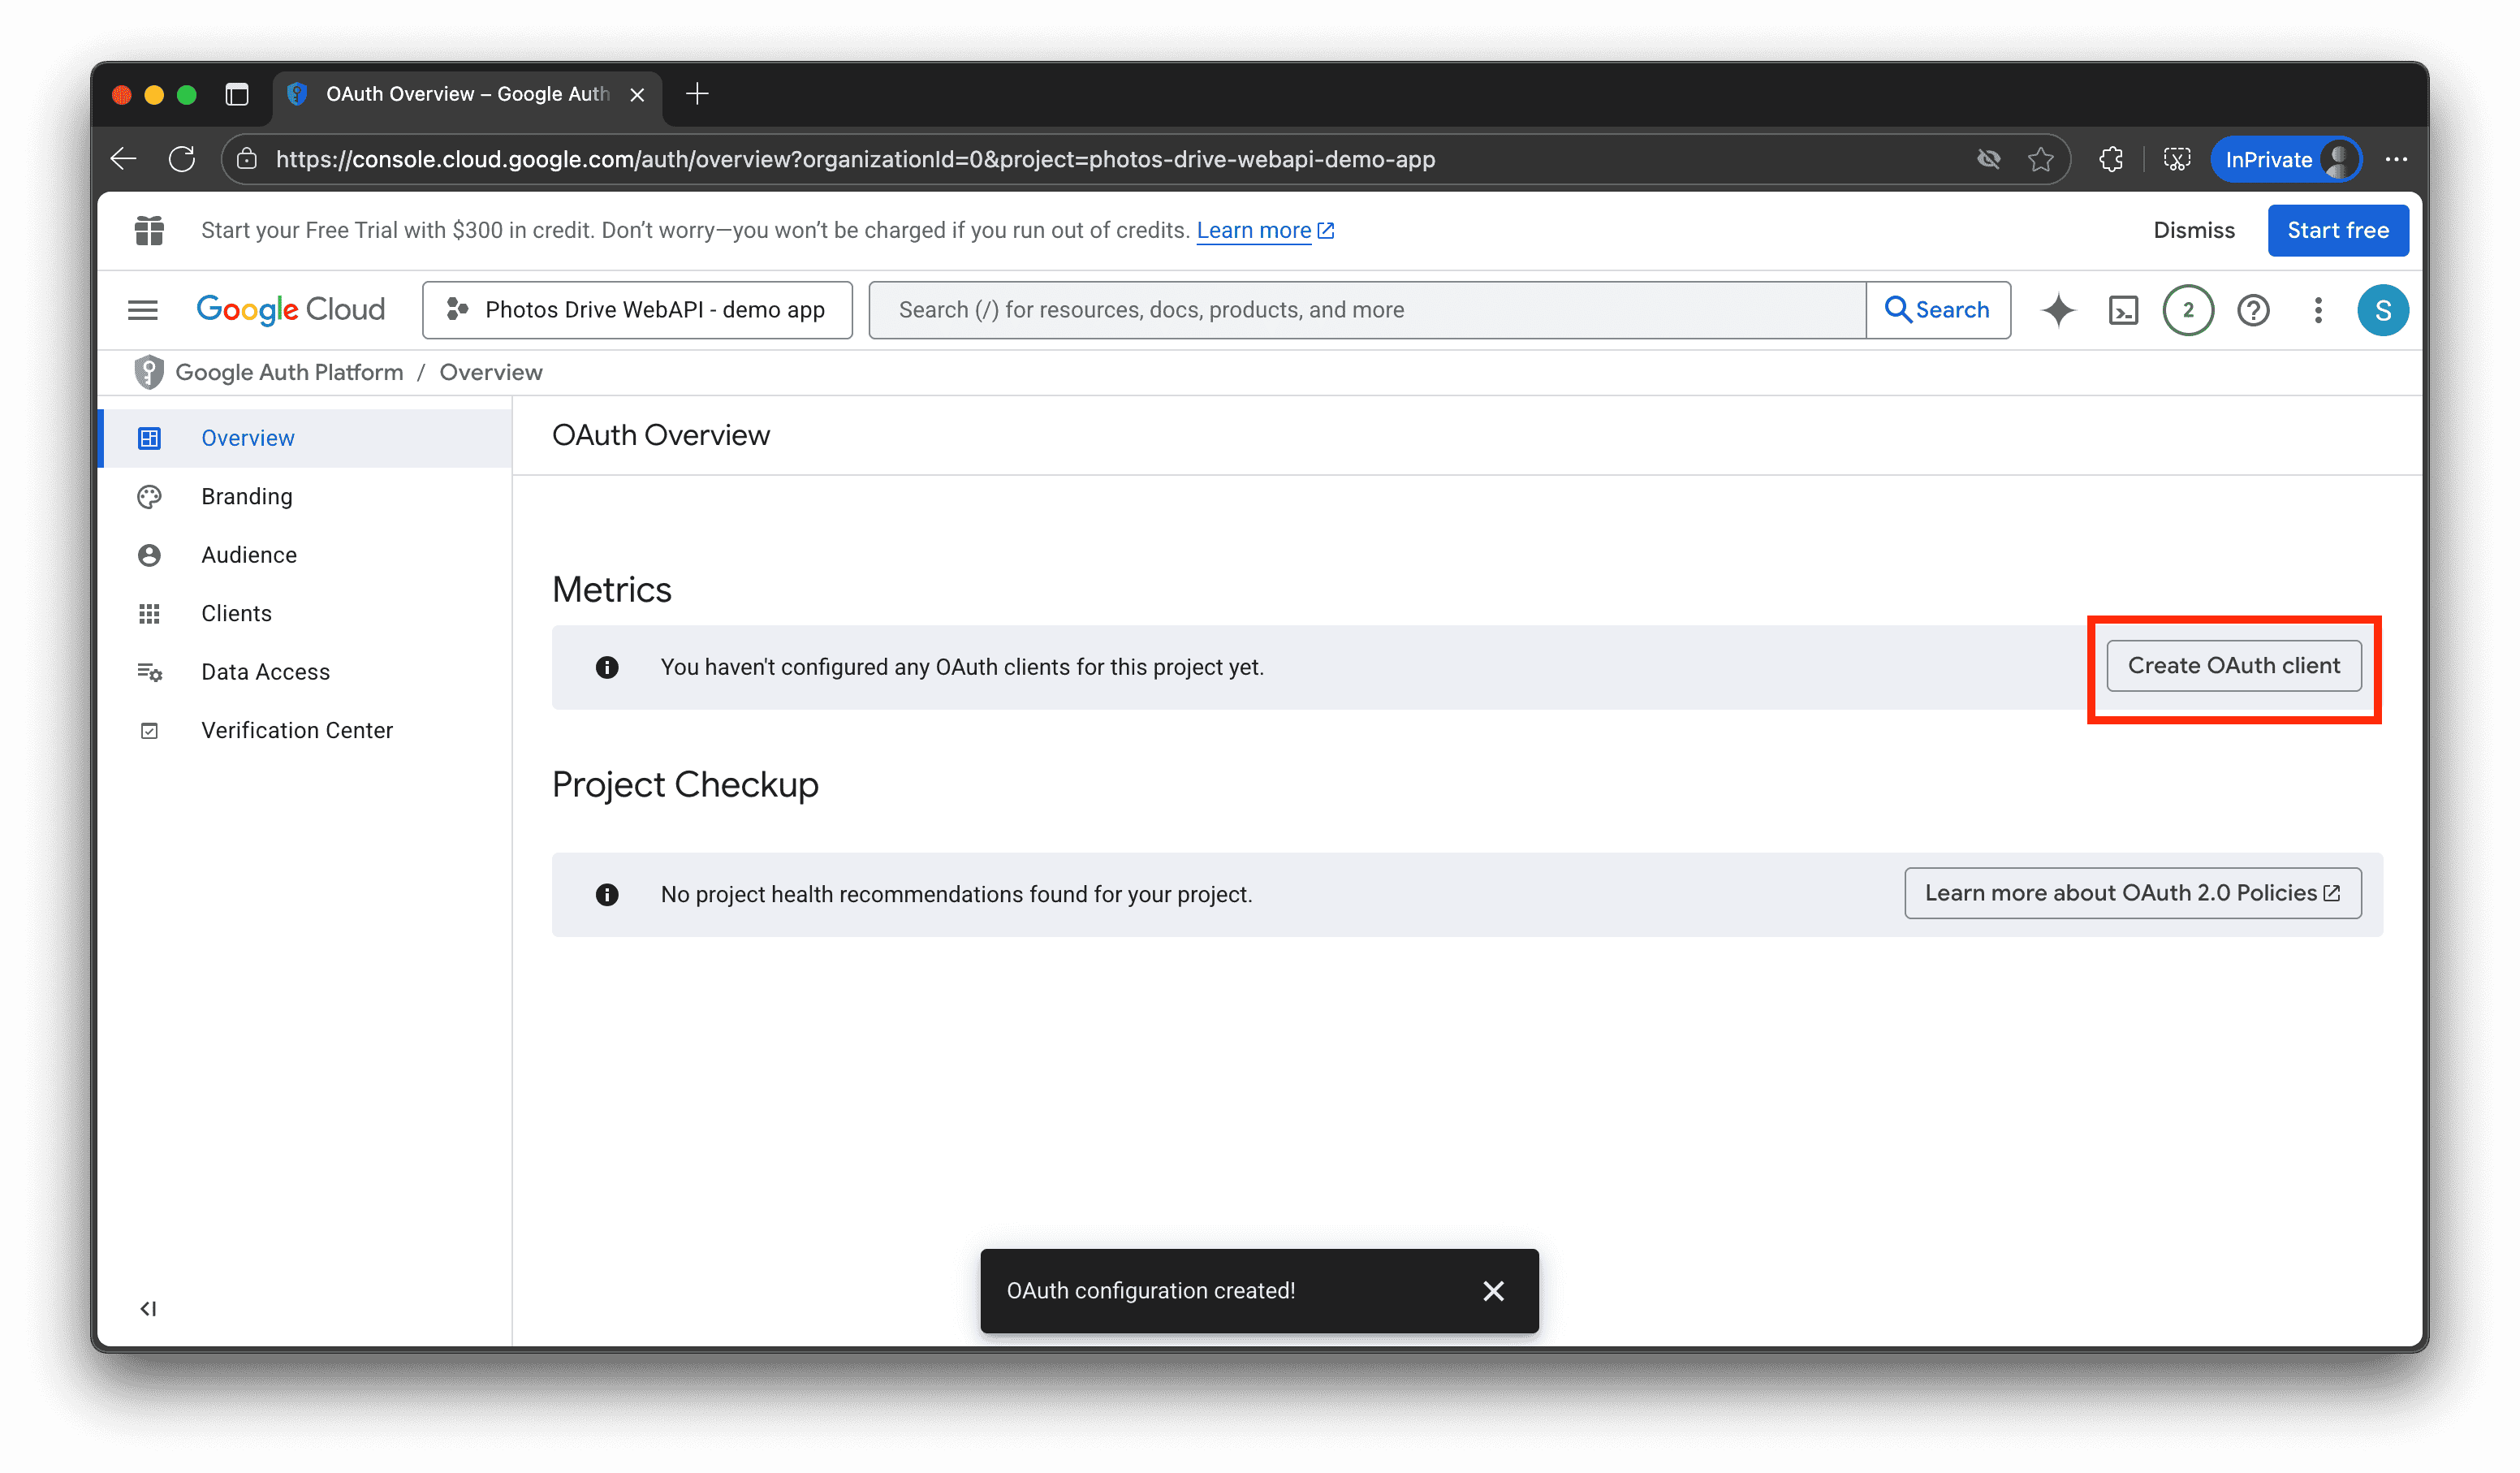 OAuth Overview – Google Auth
https://console.cloud.google.com/auth/overview?organizationId=0&project=photos-drive-webapi-demo-app
InPrivate
Start your Free Trial with $300 in credit. Don’t worry—you won’t be charged if you run out of credits. Learn more
Dismiss
Start free
Google Cloud
Photos Drive WebAPI - demo app
Search (/) for resources, docs, products, and more
Search
2
S
Google Auth Platform / Overview
Overview
Branding
Audience
Clients
Data Access
Verification Center
OAuth Overview
Metrics
You haven't configured any OAuth clients for this project yet.
Create OAuth client
Project Checkup
No project health recommendations found for your project.
Learn more about OAuth 2.0 Policies
OAuth configuration created!